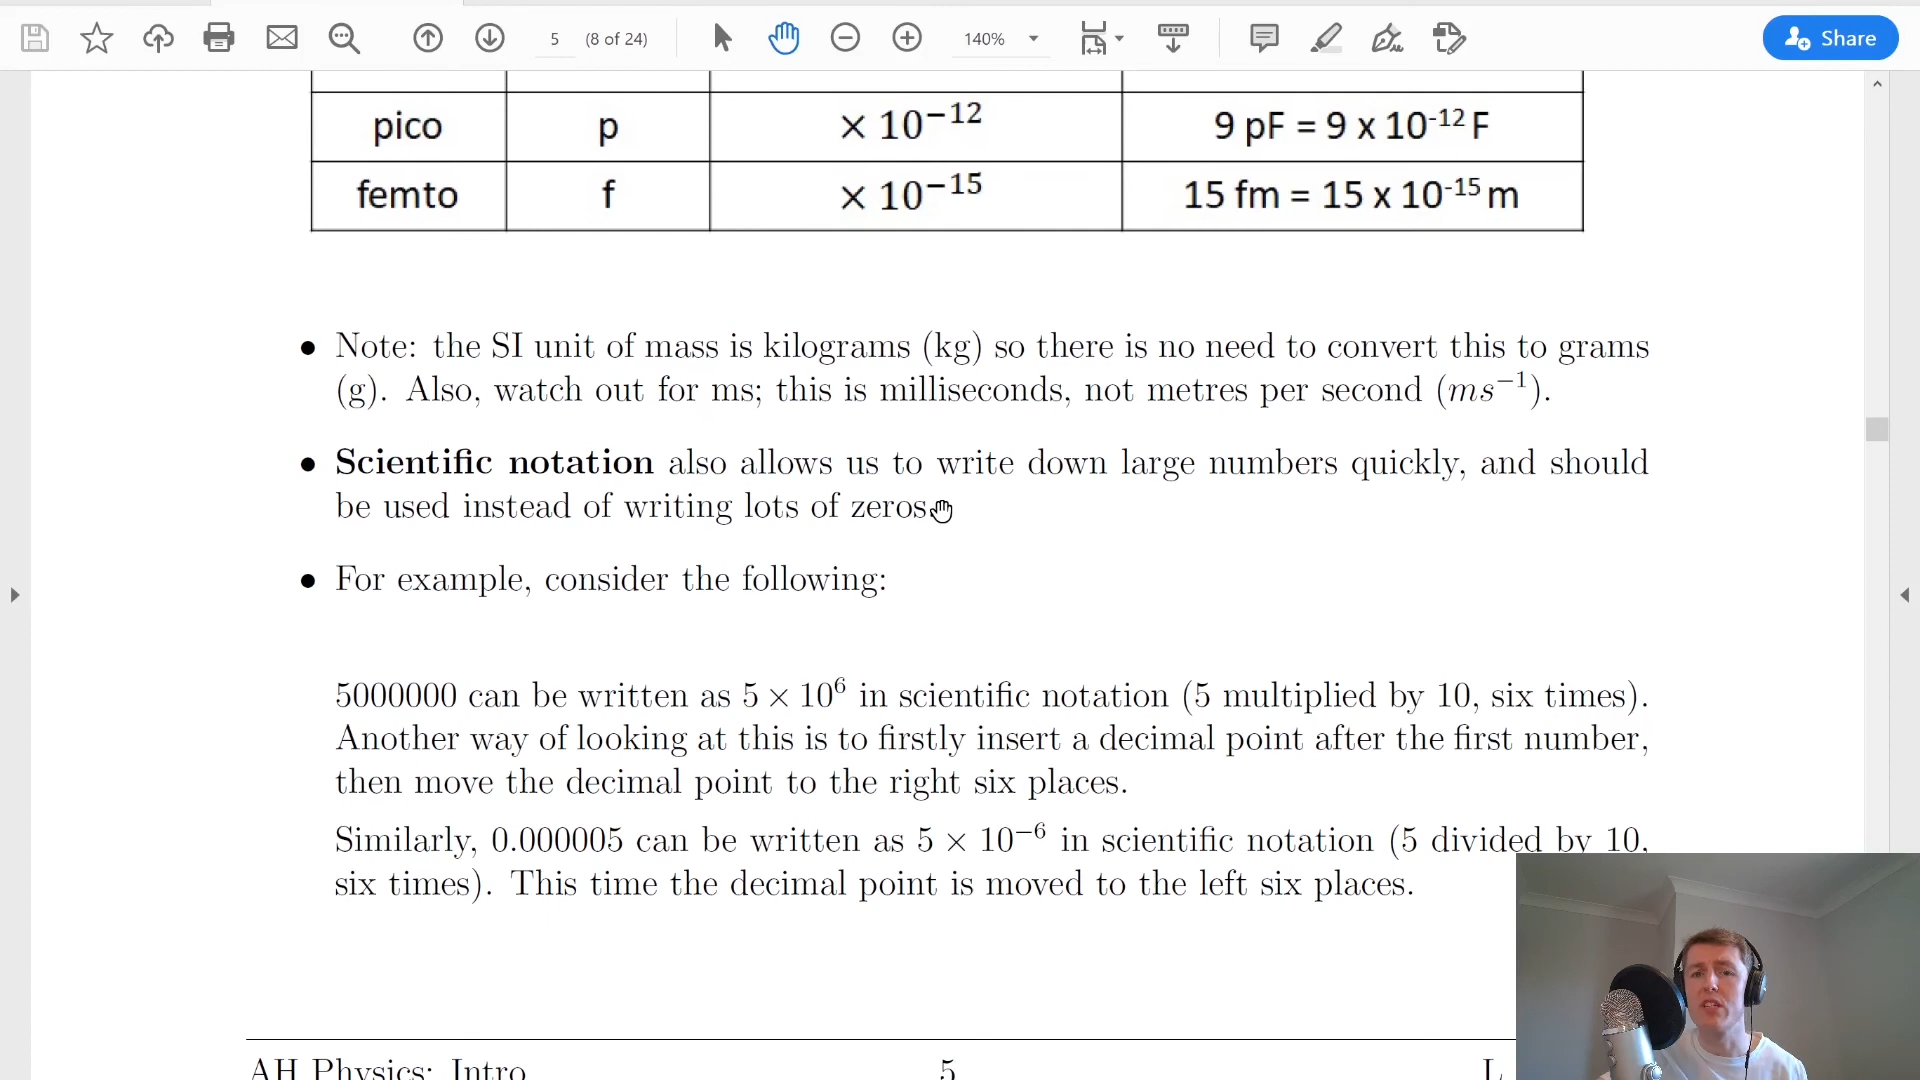 5 (8 of 24) 140% Share
pico p × 10⁻¹² 9 pF = 9 x 10⁻¹² F
femto f × 10⁻¹⁵ 15 fm = 15 x 10⁻¹⁵ m
• Note: the SI unit of mass is kilograms (kg) so there is no need to convert this to grams
(g). Also, watch out for ms; this is milliseconds, not metres per second (ms⁻¹).
• Scientific notation also allows us to write down large numbers quickly, and should
be used instead of writing lots of zeros
• For example, consider the following:
5000000 can be written as 5 × 10⁶ in scientific notation (5 multiplied by 10, six times).
Another way of looking at this is to firstly insert a decimal point after the first number,
then move the decimal point to the right six places.
Similarly, 0.000005 can be written as 5 × 10⁻⁶ in scientific notation (5 divided by 10,
six times). This time the decimal point is moved to the left six places.
AH Physics: Intro 5